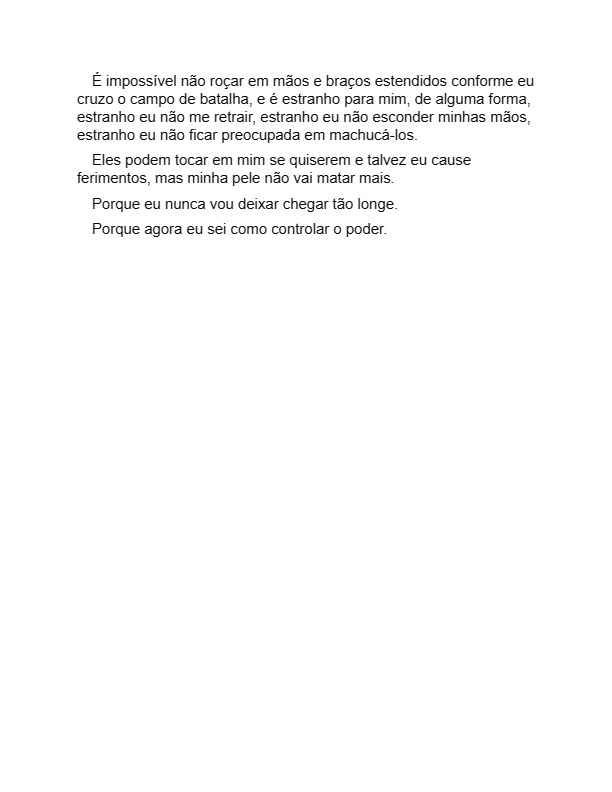 É impossível não roçar em mãos e braços estendidos conforme eu
cruzo o campo de batalha, e é estranho para mim, de alguma forma,
estranho eu não me retrair, estranho eu não esconder minhas mãos,
estranho eu não ficar preocupada em machucá-los.
Eles podem tocar em mim se quiserem e talvez eu cause
ferimentos, mas minha pele não vai matar mais.
Porque eu nunca vou deixar chegar tão longe.
Porque agora eu sei como controlar o poder.